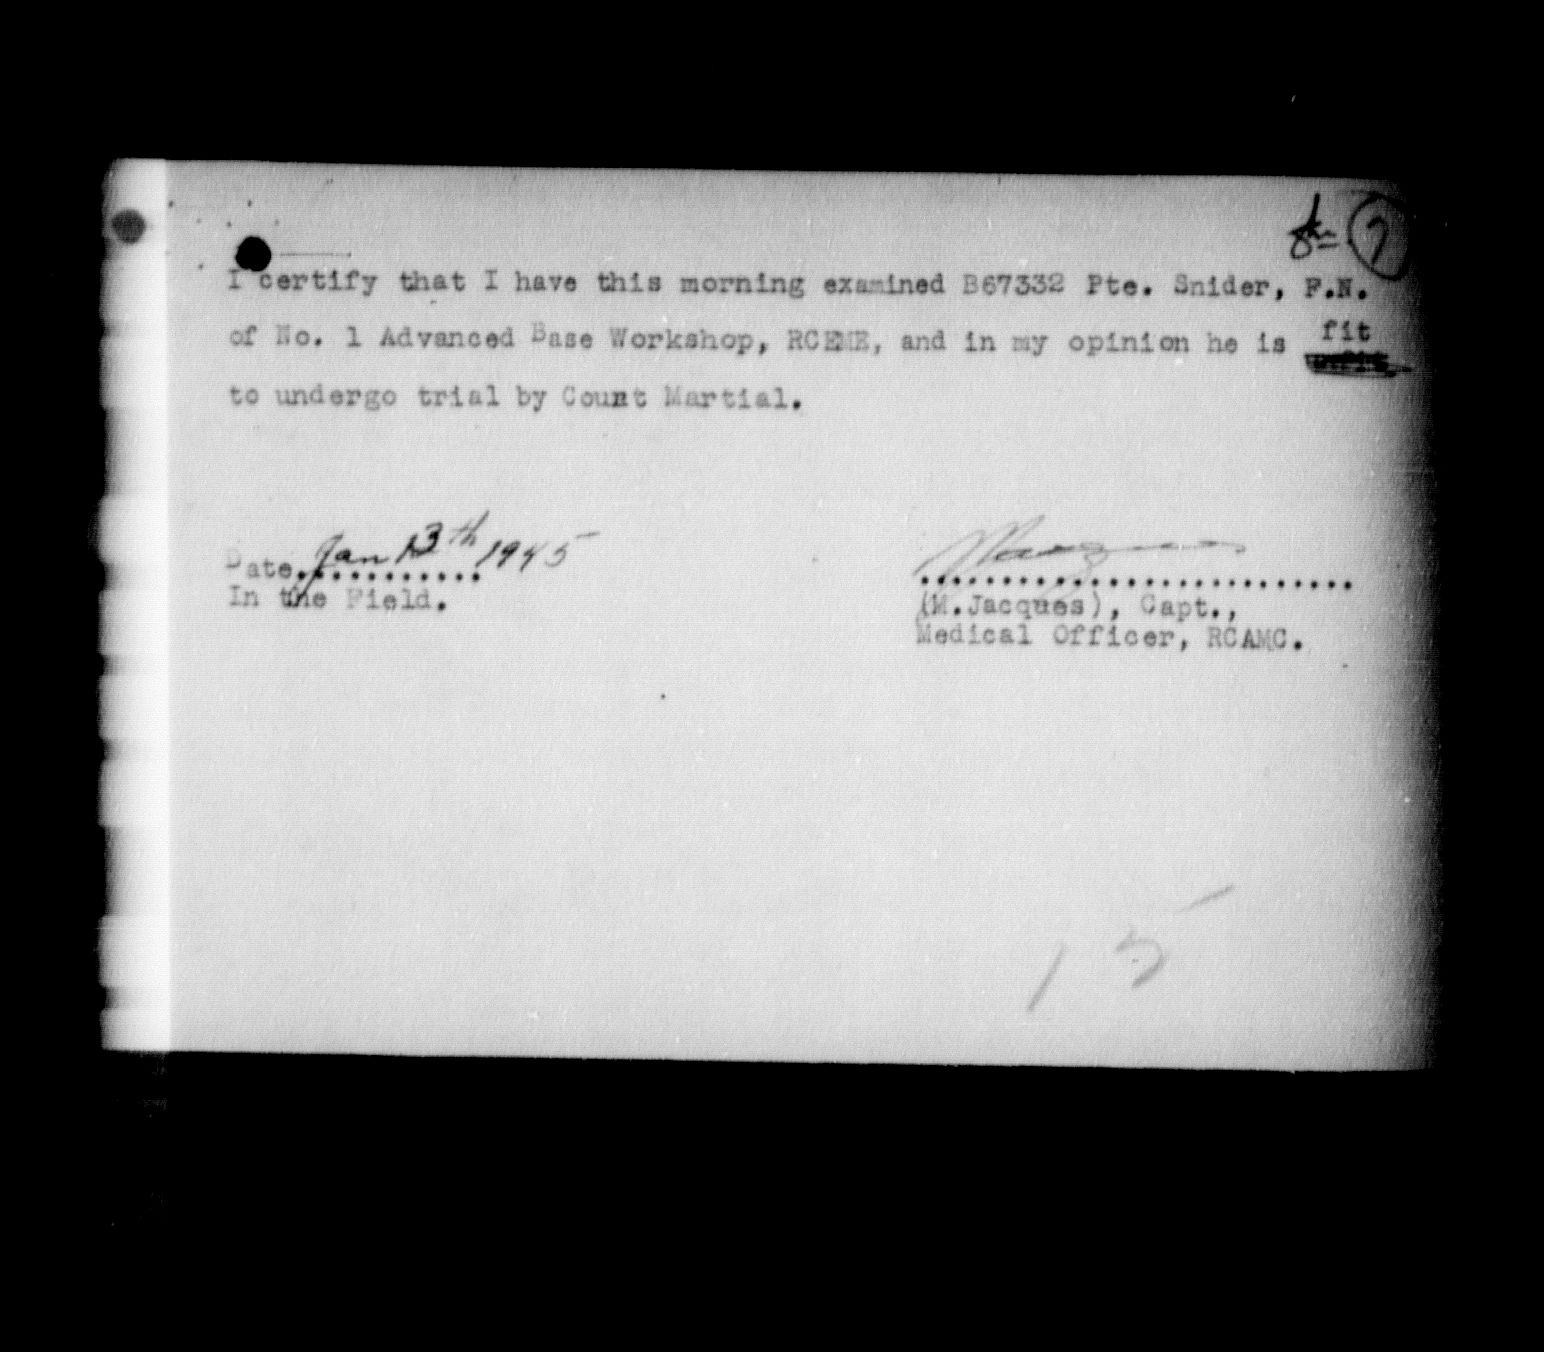 7
I certify that I have this morning examined B67332 Pte. Snider, F.N.
of No. 1 Advanced Base Workshop, RCEME, and in my opinion he is fit
to undergo trial by Court Martial.
Date. Jan 13th 1945
In the Field.
(M.Jacques), Capt.,
Medical Officer, RCAMC.
15